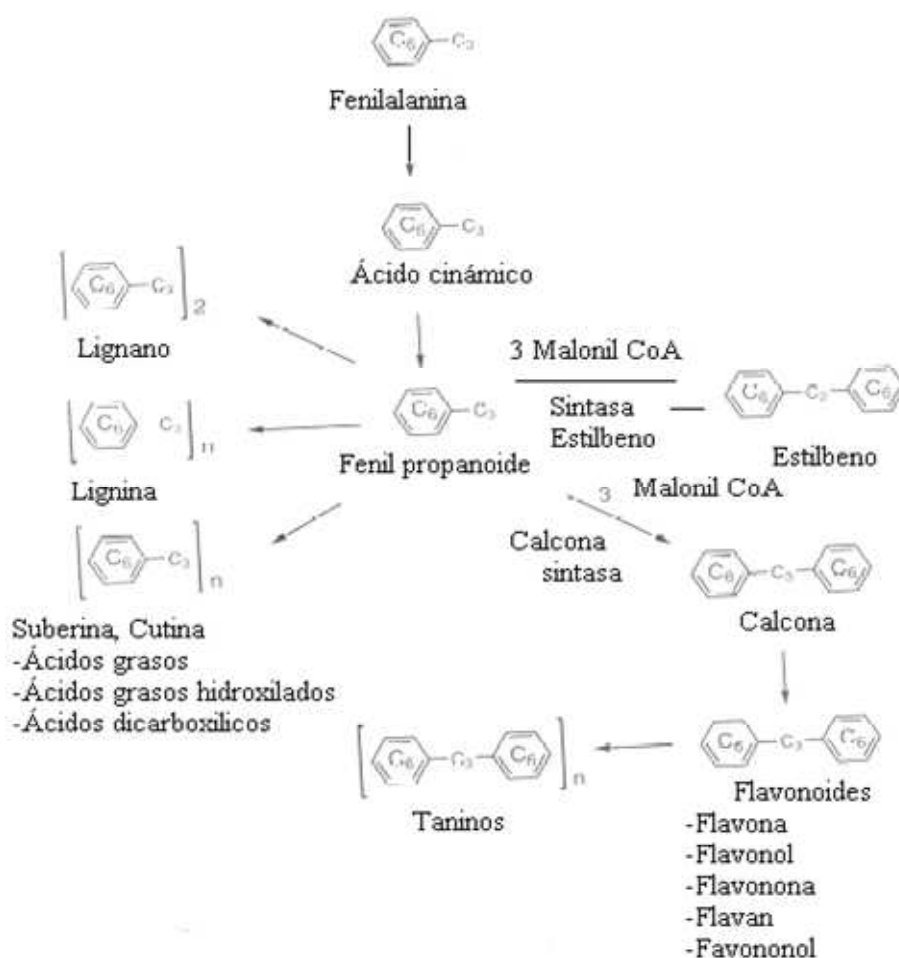 C6 C3
Fenilalanina
C6 C3
Ácido cinámico
C6 C3 2
Lignano
3 Malonil CoA
Sintasa
Estilbeno
C6 C2 C6
Estilbeno
C6 C3
Fenil propanoide
C6 C3 n
Lignina
3 Malonil CoA
Calcona
sintasa
C6 C3 n
Suberina, Cutina
-Ácidos grasos
-Ácidos grasos hidroxilados
-Ácidos dicarboxilicos
C6 C3 C6
Calcona
C6 C3 C6
Flavonoides
-Flavona
-Flavonol
-Flavonona
-Flavan
-Favononol
C6 C3 C6 n
Taninos